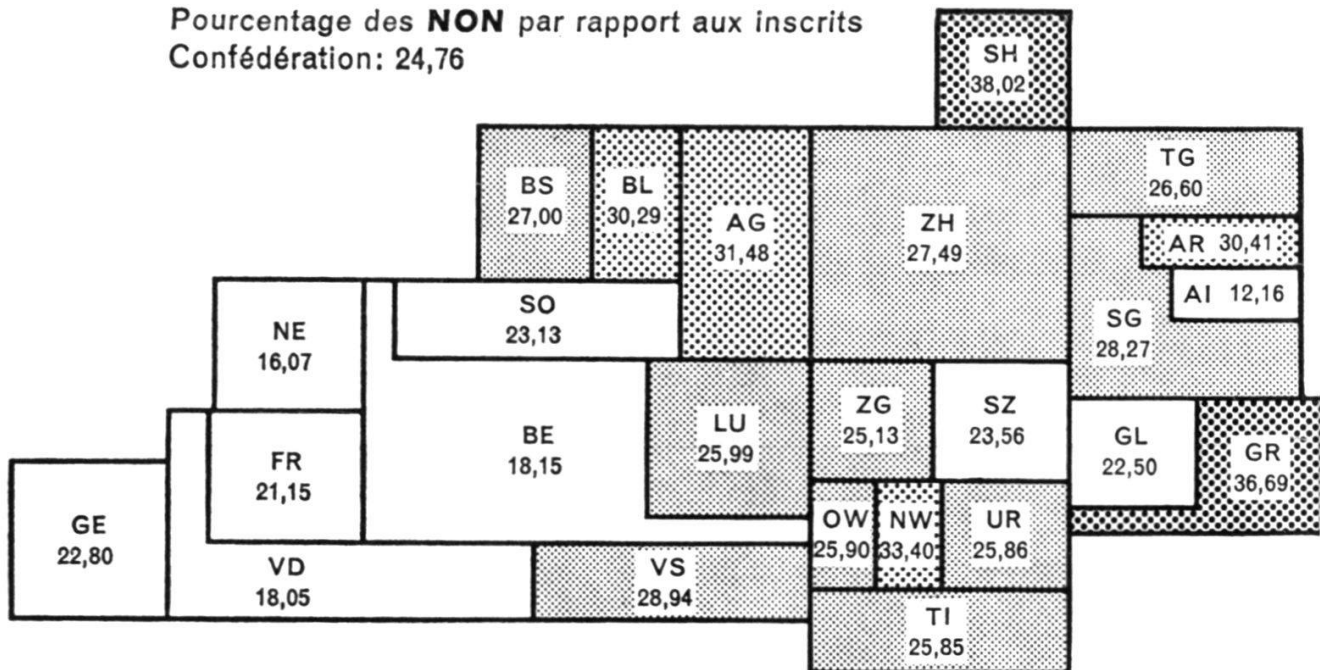 Pourcentage des NON par rapport aux inscrits
Confédération: 24,76
SH
38,02
BS
27,00
BL
30,29
AG
31,48
ZH
27,49
TG
26,60
AR 30,41
AI 12,16
SG
28,27
NE
16,07
SO
23,13
BE
18,15
LU
25,99
ZG
25,13
SZ
23,56
GL
22,50
GR
36,69
FR
21,15
GE
22,80
VD
18,05
VS
28,94
OW
25,90
NW
33,40
UR
25,86
TI
25,85